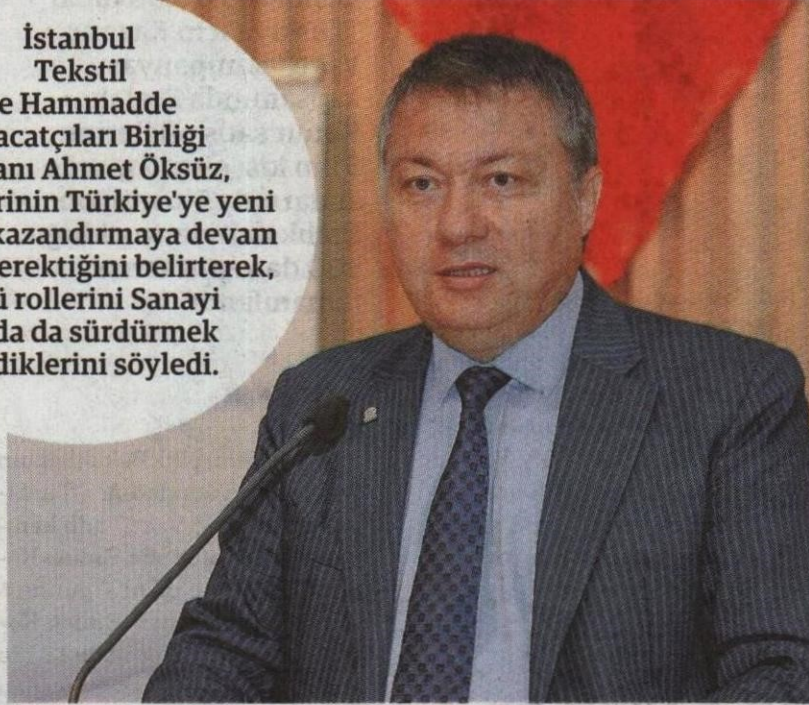 İstanbul
Tekstil
e Hammadde
acatçıları Birliği
anı Ahmet Öksüz,
rinin Türkiye'ye yeni
kazandırmaya devam
erektiğini belirterek,
ü rollerini Sanayi
da da sürdürmek
diklerini söyledi.